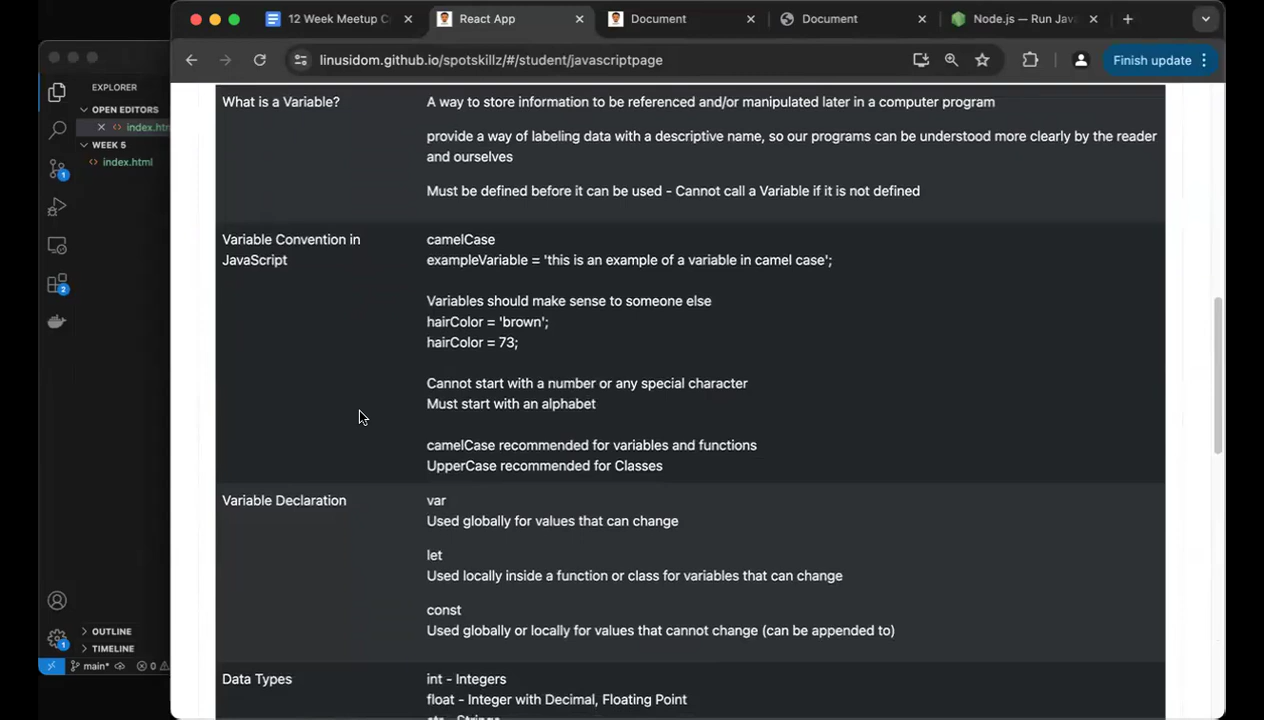 12 Week Meetup C
React App
Document
Document
Node.js — Run Jav
linusidom.github.io/spotskillz/#/student/javascriptpage
Finish update
EXPLORER
OPEN EDITORS
index.htm
WEEK 5
index.html
1
2
1
OUTLINE
TIMELINE
main*
0
What is a Variable?
A way to store information to be referenced and/or manipulated later in a computer program
provide a way of labeling data with a descriptive name, so our programs can be understood more clearly by the reader
and ourselves
Must be defined before it can be used - Cannot call a Variable if it is not defined
Variable Convention in
JavaScript
camelCase
exampleVariable = 'this is an example of a variable in camel case';
Variables should make sense to someone else
hairColor = 'brown';
hairColor = 73;
Cannot start with a number or any special character
Must start with an alphabet
camelCase recommended for variables and functions
UpperCase recommended for Classes
Variable Declaration
var
Used globally for values that can change
let
Used locally inside a function or class for variables that can change
const
Used globally or locally for values that cannot change (can be appended to)
Data Types
int - Integers
float - Integer with Decimal, Floating Point